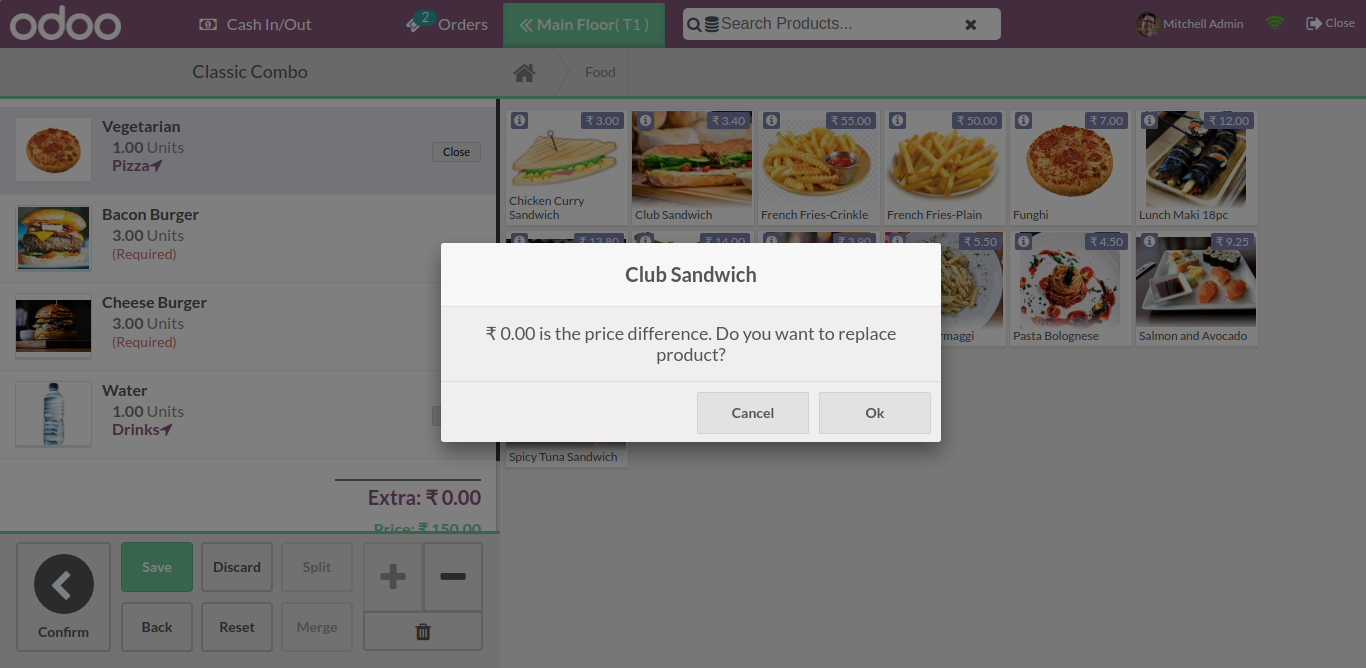 odoo
Cash In/Out
2
Orders
Main Floor( T1 )
Search Products...
Mitchell Admin
Close
Classic Combo
Food
Vegetarian
1.00 Units
Pizza
Close
Bacon Burger
3.00 Units
(Required)
Cheese Burger
3.00 Units
(Required)
Water
1.00 Units
Drinks
Extra: ₹ 0.00
Price: ₹ 150.00
Confirm
Save
Discard
Split
Back
Reset
Merge
₹ 3.00
Chicken Curry
Sandwich
₹ 3.40
Club Sandwich
₹ 55.00
French Fries-Crinkle
₹ 50.00
French Fries-Plain
₹ 7.00
Funghi
₹ 12.00
Lunch Maki 18pc
₹ 13.80
₹ 14.00
₹ 3.90
₹ 5.50
₹ 4.50
Pasta Bolognese
₹ 9.25
Salmon and Avocado
Spicy Tuna Sandwich
Club Sandwich
₹ 0.00 is the price difference. Do you want to replace
product?
Cancel
Ok